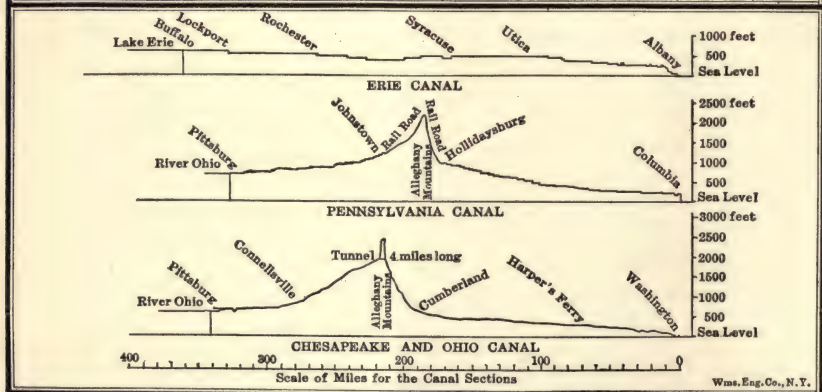 Lake Erie
Buffalo
Lockport
Rochester
Syracuse
Utica
Albany
1000 feet
500
Sea Level
ERIE CANAL
River Ohio
Pittsburg
Johnstown
Rail Road
Alleghany
Mountains
Rail Road
Hollidaysburg
Columbia
2500 feet
2000
1500
1000
500
Sea Level
PENNSYLVANIA CANAL
River Ohio
Pittsburg
Connellsville
Tunnel 4 miles long
Alleghany
Mountains
Cumberland
Harper's Ferry
Washington
3000 feet
2500
2000
1500
1000
500
Sea Level
CHESAPEAKE AND OHIO CANAL
400 300 200 100 0
Scale of Miles for the Canal Sections
Wms. Eng. Co., N.Y.